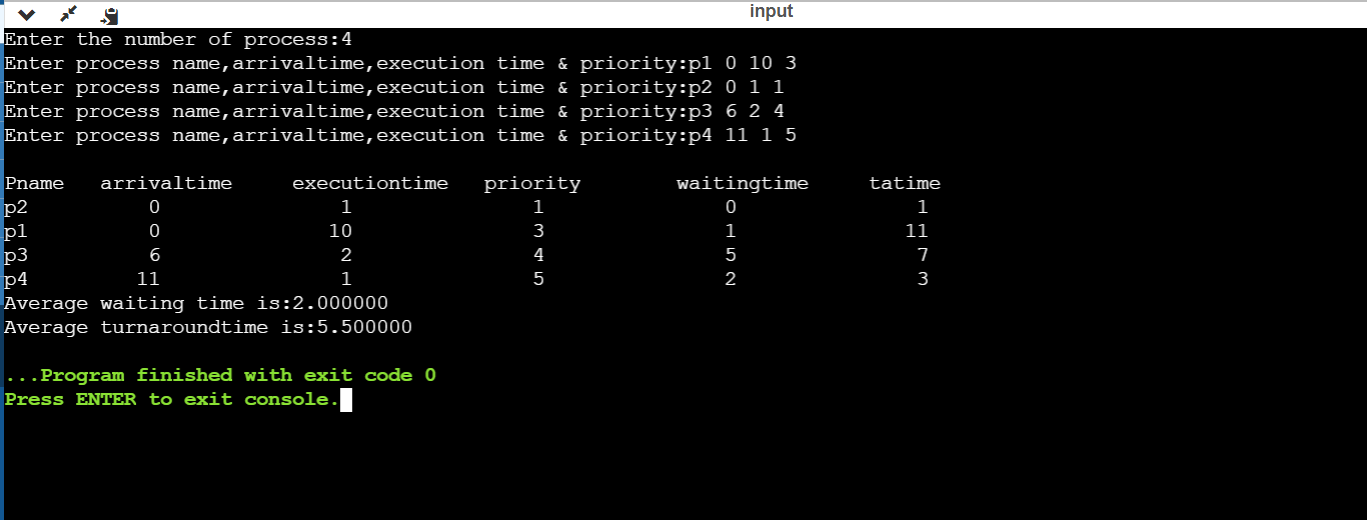 input
Enter the number of process:4
Enter process name,arrivaltime,execution time & priority:p1 0 10 3
Enter process name,arrivaltime,execution time & priority:p2 0 1 1
Enter process name,arrivaltime,execution time & priority:p3 6 2 4
Enter process name,arrivaltime,execution time & priority:p4 11 1 5
Pname   arrivaltime     executiontime   priority        waitingtime     tatime
p2          0               1               1               0               1
p1          0              10               3               1              11
p3          6               2               4               5               7
p4         11               1               5               2               3
Average waiting time is:2.000000
Average turnaroundtime is:5.500000
...Program finished with exit code 0
Press ENTER to exit console.